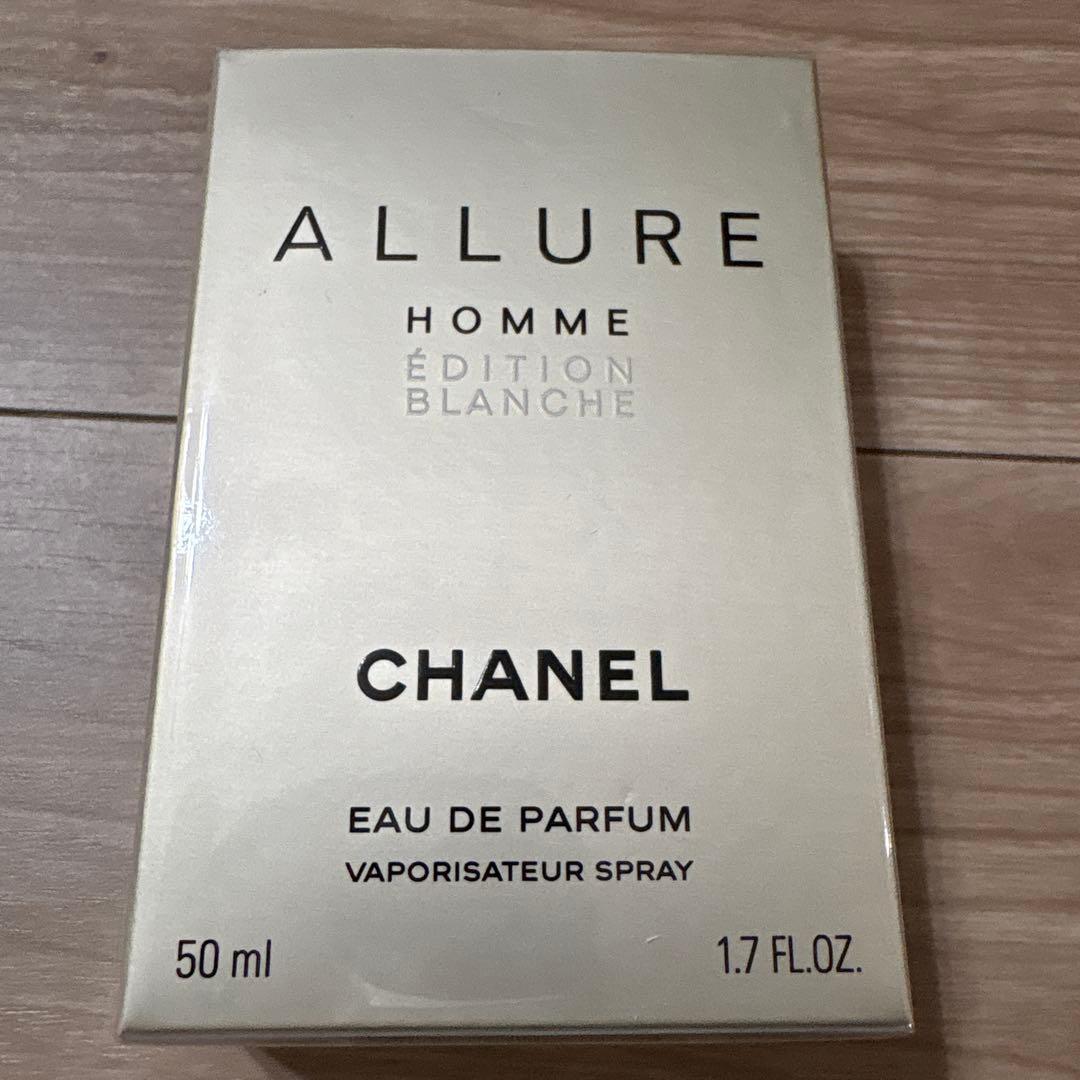 ALLURE
HOMME
ÉDITION
BLANCHE
CHANEL
EAU DE PARFUM
VAPORISATEUR SPRAY
50 ml 1.7 FL.OZ.